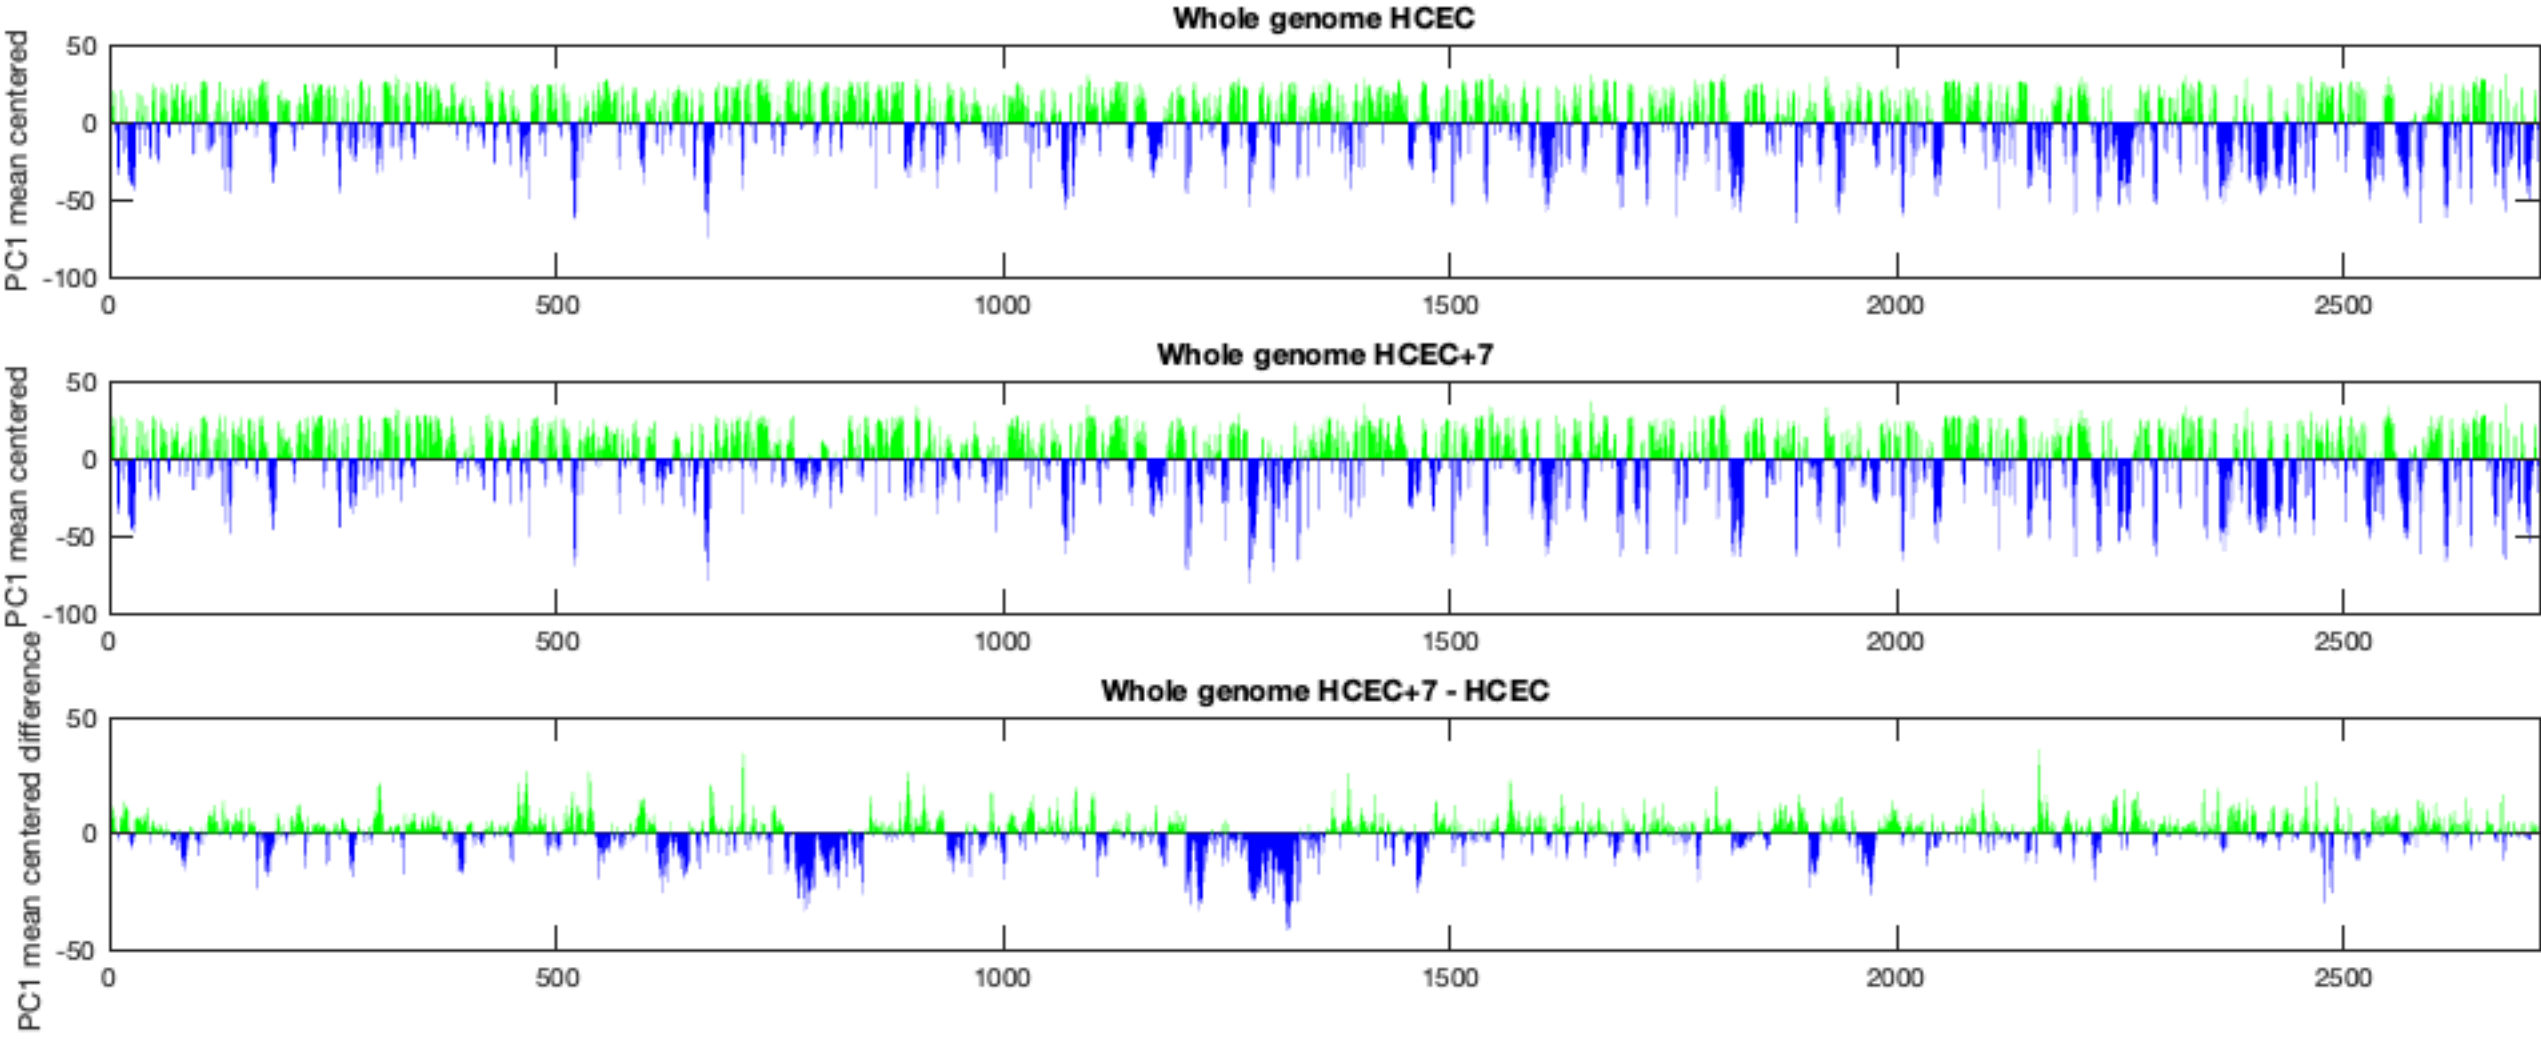 Whole genome HCEC
PC1 mean centered
50
0
-50
-100
0 500 1000 1500 2000 2500
Whole genome HCEC+7
PC1 mean centered
50
0
-50
-100
0 500 1000 1500 2000 2500
Whole genome HCEC+7 - HCEC
PC1 mean centered difference
50
0
-50
0 500 1000 1500 2000 2500